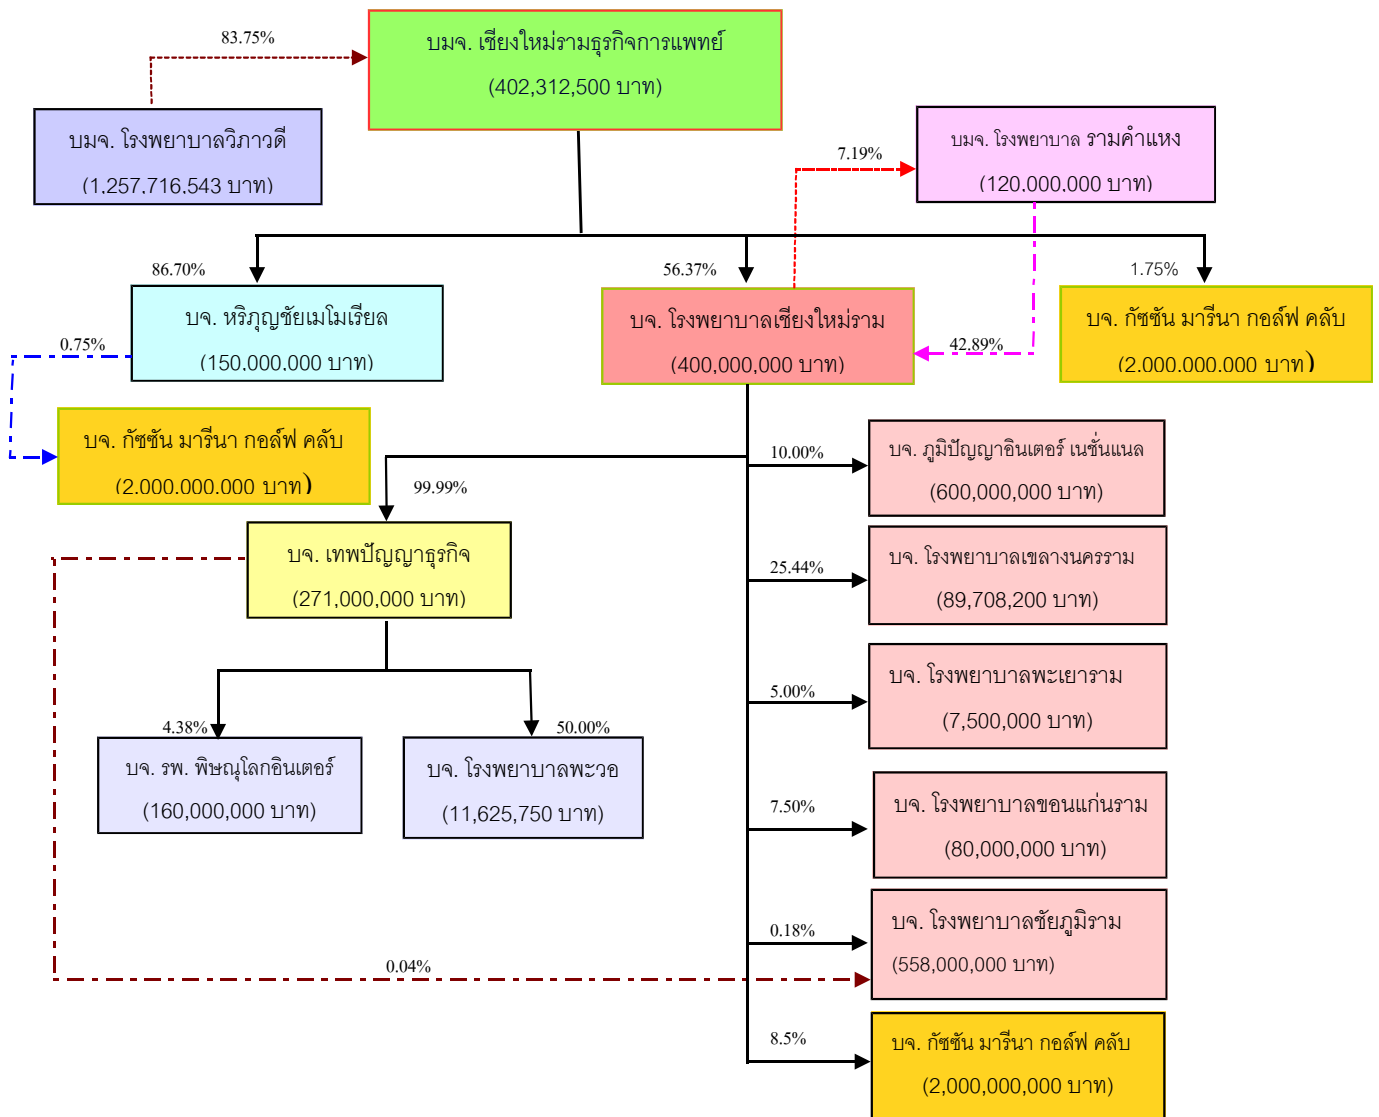 83.75%
บมจ. เชียงใหม่รามธุรกิจการแพทย์
(402,312,500 บาท)
บมจ. โรงพยาบาลวิภาวดี
(1,257,716,543 บาท)
7.19%
บมจ. โรงพยาบาล รามคำแหง
(120,000,000 บาท)
86.70%
56.37%
1.75%
บจ. หริภุญชัยเมโมเรียล
(150,000,000 บาท)
บจ. โรงพยาบาลเชียงใหม่ราม
(400,000,000 บาท)
บจ. กัซซัน มารีนา กอล์ฟ คลับ
(2,000,000,000 บาท)
0.75%
42.89%
บจ. กัซซัน มารีนา กอล์ฟ คลับ
(2,000,000,000 บาท)
10.00%
บจ. ภูมิปัญญาอินเตอร์ เนชั่นแนล
(600,000,000 บาท)
99.99%
บจ. เทพปัญญาธุรกิจ
(271,000,000 บาท)
25.44%
บจ. โรงพยาบาลเขลางนครราม
(89,708,200 บาท)
5.00%
บจ. โรงพยาบาลพะเยาราม
(7,500,000 บาท)
4.38%
50.00%
บจ. รพ. พิษณุโลกอินเตอร์
(160,000,000 บาท)
บจ. โรงพยาบาลพะวอ
(11,625,750 บาท)
7.50%
บจ. โรงพยาบาลขอนแก่นราม
(80,000,000 บาท)
0.18%
บจ. โรงพยาบาลชัยภูมิราม
(558,000,000 บาท)
0.04%
8.5%
บจ. กัซซัน มารีนา กอล์ฟ คลับ
(2,000,000,000 บาท)